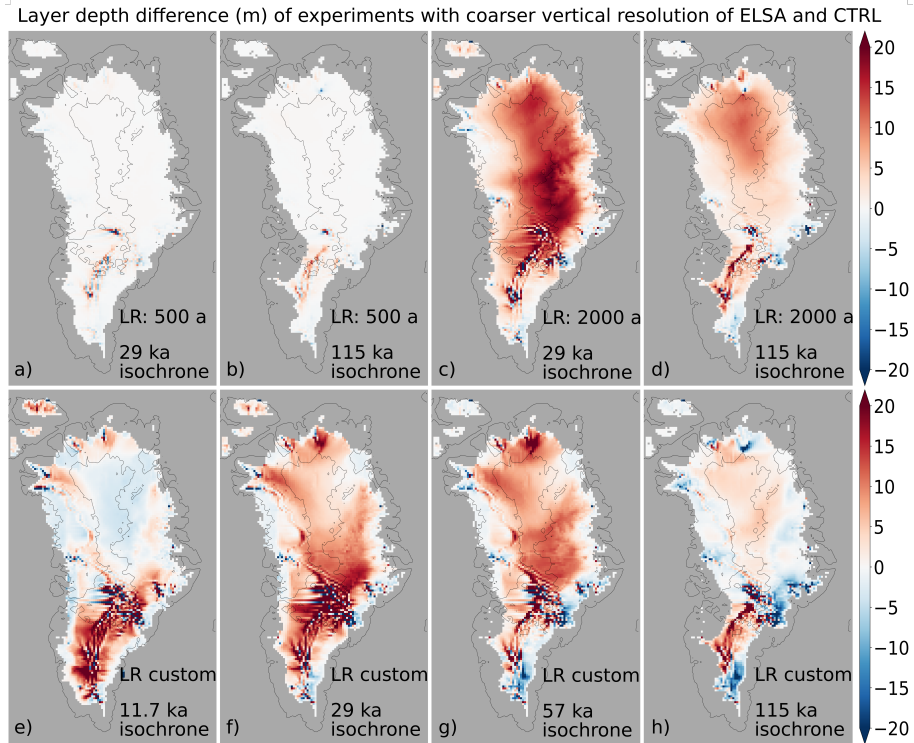 Layer depth difference (m) of experiments with coarser vertical resolution of ELSA and CTRL
LR: 500 a
29 ka
isochrone
a)
LR: 500 a
115 ka
isochrone
b)
LR: 2000 a
29 ka
isochrone
c)
LR: 2000 a
115 ka
isochrone
d)
20
15
10
5
0
−5
−10
−15
−20
LR custom
11.7 ka
isochrone
e)
LR custom
29 ka
isochrone
f)
LR custom
57 ka
isochrone
g)
LR custom
115 ka
isochrone
h)
20
15
10
5
0
−5
−10
−15
−20